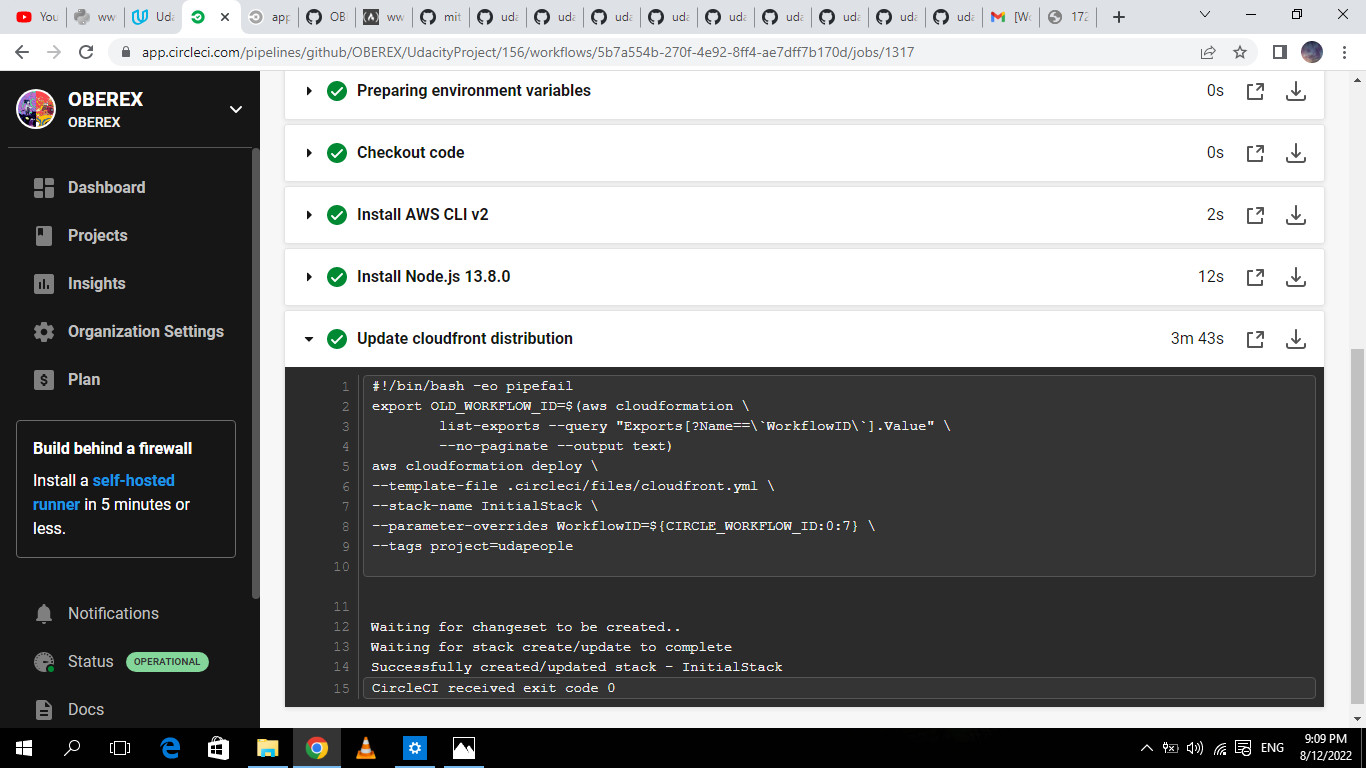 You
ww
Uda
app
OB
ww
mit
uda
uda
uda
uda
uda
uda
uda
uda
uda
[Wo
172
app.circleci.com/pipelines/github/OBEREX/UdacityProject/156/workflows/5b7a554b-270f-4e92-8ff4-ae7dff7b170d/jobs/1317
OBEREX
OBEREX
Dashboard
Projects
Insights
Organization Settings
Plan
Build behind a firewall
Install a self-hosted
runner in 5 minutes or
less.
Notifications
Status OPERATIONAL
Docs
Preparing environment variables 0s
Checkout code 0s
Install AWS CLI v2 2s
Install Node.js 13.8.0 12s
Update cloudfront distribution 3m 43s
1 #!/bin/bash -eo pipefail
2 export OLD_WORKFLOW_ID=$(aws cloudformation \
3 list-exports --query "Exports[?Name==\`WorkflowID\`].Value" \
4 --no-paginate --output text)
5 aws cloudformation deploy \
6 --template-file .circleci/files/cloudfront.yml \
7 --stack-name InitialStack \
8 --parameter-overrides WorkflowID=${CIRCLE_WORKFLOW_ID:0:7} \
9 --tags project=udapeople
10
11
12 Waiting for changeset to be created..
13 Waiting for stack create/update to complete
14 Successfully created/updated stack - InitialStack
15 CircleCI received exit code 0
ENG
9:09 PM
8/12/2022